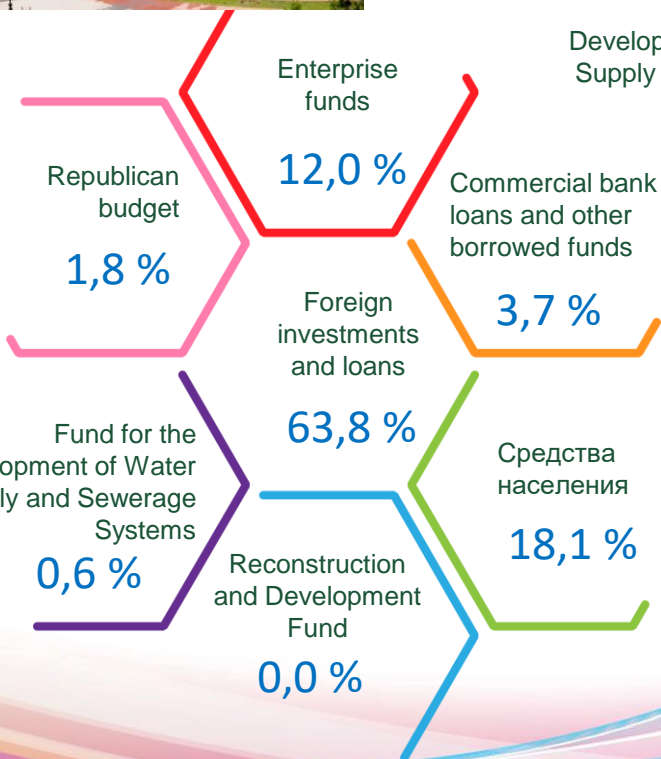 Develop
Supply
Enterprise
funds
12,0 %
Republican
budget
1,8 %
Commercial bank
loans and other
borrowed funds
3,7 %
Foreign
investments
and loans
63,8 %
Fund for the
opment of Water
ly and Sewerage
Systems
0,6 %
Средства
населения
18,1 %
Reconstruction
and Development
Fund
0,0 %